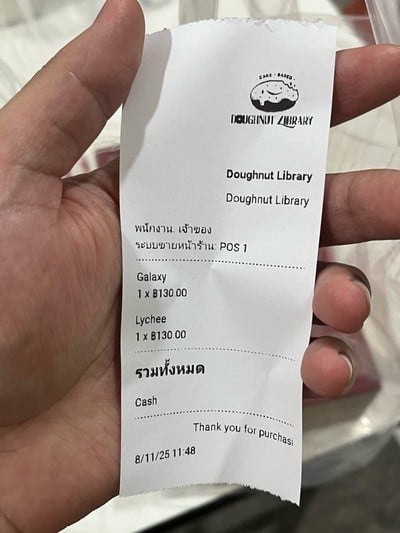 CAKE - BASED
DOUGHNUT LIBRARY
Doughnut Library
Doughnut Library
พนักงาน: เจ้าของ
ระบบขายหน้าร้าน: POS 1
Galaxy
1 x ฿130.00
Lychee
1 x ฿130.00
รวมทั้งหมด
Cash
Thank you for purchasi
8/11/25 11:48